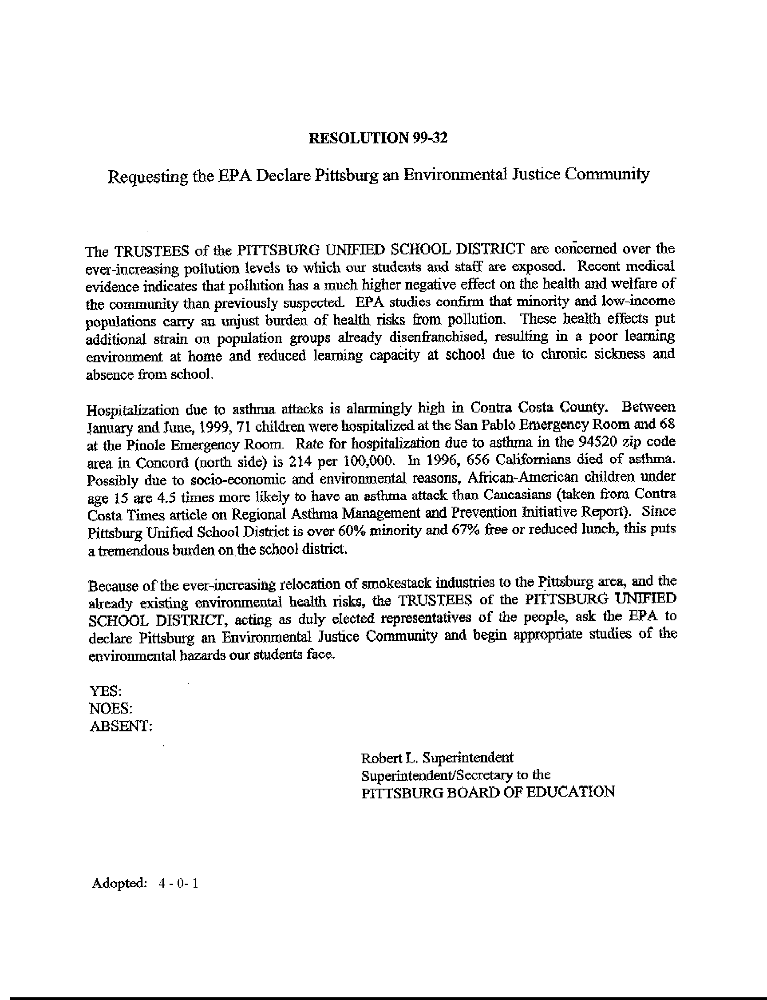 RESOLUTION 99-32
Requesting the EPA Declare Pittsburg an Environmental Justice Community
The TRUSTEES of the PITTSBURG UNIFIED SCHOOL DISTRICT are concerned over the
ever-increasing pollution levels to which our students and staff are exposed. Recent medical
evidence indicates that pollution has a much higher negative effect on the health and welfare of
the community than previously suspected. EPA studies confirm that minority and low-income
populations carry an unjust burden of health risks from pollution. These health effects put
additional strain on population groups already disenfranchised, resulting in a poor learning
environment at home and reduced learning capacity at school due to chronic sickness and
absence from school.
Hospitalization due to asthma attacks is alarmingly high in Contra Costa County. Between
January and June, 1999, 71 children were hospitalized at the San Pablo Emergency Room and 68
at the Pinole Emergency Room. Rate for hospitalization due to asthma in the 94520 zip code
area in Concord (north side) is 214 per 100,000. In 1996, 656 Californians died of asthma.
Possibly due to socio-economic and environmental reasons, African-American children under
age 15 are 4.5 times more likely to have an asthma attack than Caucasians (taken from Contra
Costa Times article on Regional Asthma Management and Prevention Initiative Report). Since
Pittsburg Unified School District is over 60% minority and 67% free or reduced lunch, this puts
a tremendous burden on the school district.
Because of the ever-increasing relocation of smokestack industries to the Pittsburg area, and the
already existing environmental health risks, the TRUSTEES of the PITTSBURG UNIFIED
SCHOOL DISTRICT, acting as duly elected representatives of the people, ask the EPA to
declare Pittsburg an Environmental Justice Community and begin appropriate studies of the
environmental hazards our students face.
YES:
NOES:
ABSENT:
Robert L. Superintendent
Superintendent/Secretary to the
PITTSBURG BOARD OF EDUCATION
Adopted: 4 - 0- 1